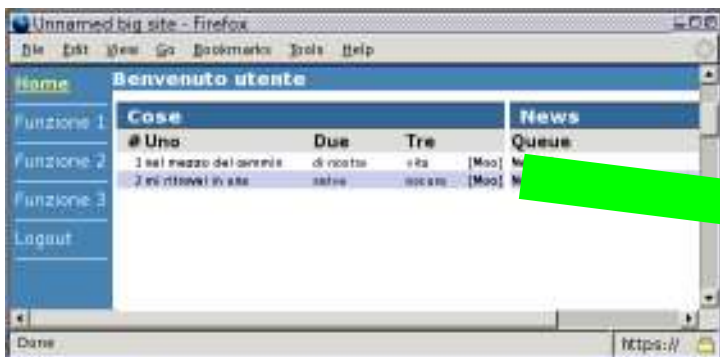 Unnamed big site - Firefox
File Edit View Go Bookmarks Tools Help
Home
Benvenuto utente
Funzione 1
Funzione 2
Funzione 3
Logout
Cose
News
# Uno Due Tre Queue
1 nel mezzo del cammin di nostra vita [Moo]
2 mi ritrovai in una selva oscura [Moo]
Done
https://